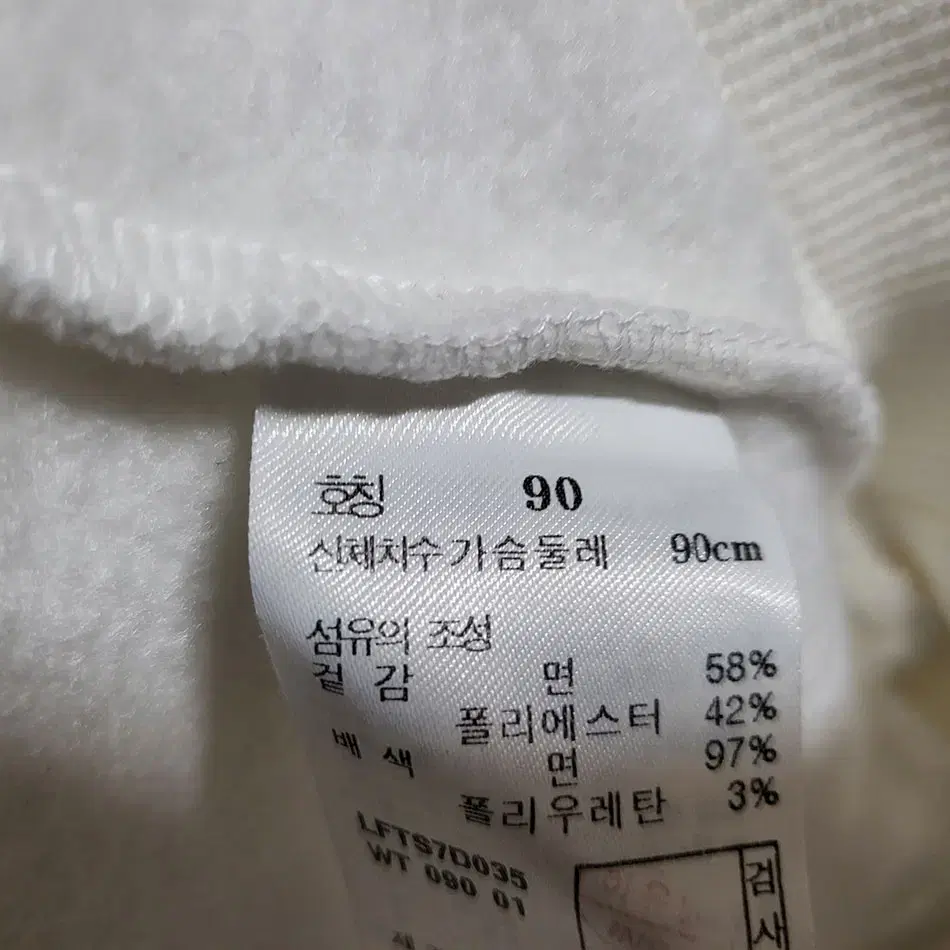 호칭 90
신체치수 가슴둘레 90cm
섬유의 조성
겉 감 면 58%
폴리에스터 42%
배 색 면 97%
폴리우레탄 3%
LFTS7D035
WT 090 01
검
사